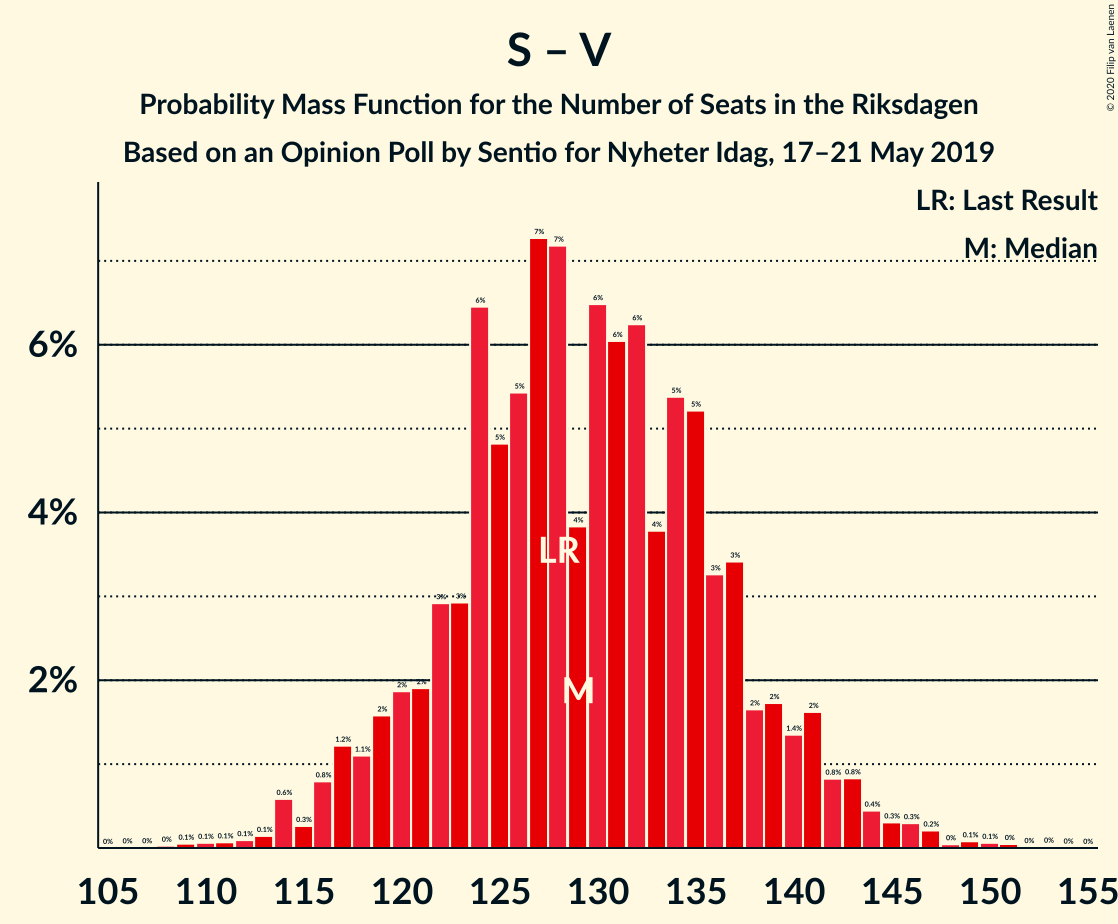 S – V
Probability Mass Function for the Number of Seats in the Riksdagen
Based on an Opinion Poll by Sentio for Nyheter Idag, 17–21 May 2019
© 2020 Filip van Laenen
LR: Last Result
M: Median
7% 7%
6% 6% 6% 6%
5% 5% 5% 5%
6%
4%
2%
4% 4%
LR
3% 3% 3% 3%
M
2% 2% 2% 2% 2% 2%
1.2% 1.1% 1.4%
0.8% 0.8% 0.8%
0.6% 0.4%
0% 0% 0% 0% 0.1% 0.1% 0.1% 0.1% 0.1% 0.3% 0.3% 0.3% 0.2% 0% 0.1% 0.1% 0% 0% 0% 0% 0%
2%
105 110 115 120 125 130 135 140 145 150 155